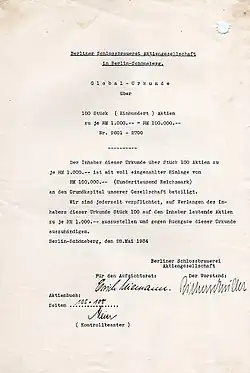 Berliner Schlossbrauerei Aktiengesellschaft
in Berlin-Schöneberg.
Global-Urkunde
über
100 Stück ( Einhundert ) Aktien
zu je RM 1.000.-- = RM 100.000.--
Nr. 2601 - 2700
----------
Der Inhaber dieser Urkunde über Stück 100 Aktien zu
je RM 1.000.-- ist mit voll eingezahlter Einlage von
RM 100.000.-- (Hunderttausend Reichsmark)
an dem Grundkapital unserer Gesellschaft beteiligt.
Wir sind jederzeit verpflichtet, auf Verlangen des In-
habers dieser Urkunde Stück 100 auf den Inhaber lautende Aktien
zu je RM 1.000.-- auszustellen und gegen Rückgabe dieser Urkunde
auszuhändigen.
Berlin-Schöneberg, den 28.Mai 1934
Berliner Schlossbrauerei
Aktiengesellschaft
Für den Aufsichtsrat:
Der Vorstand:
Aktienbuch:
Seiten
( Kontrollbeamter )